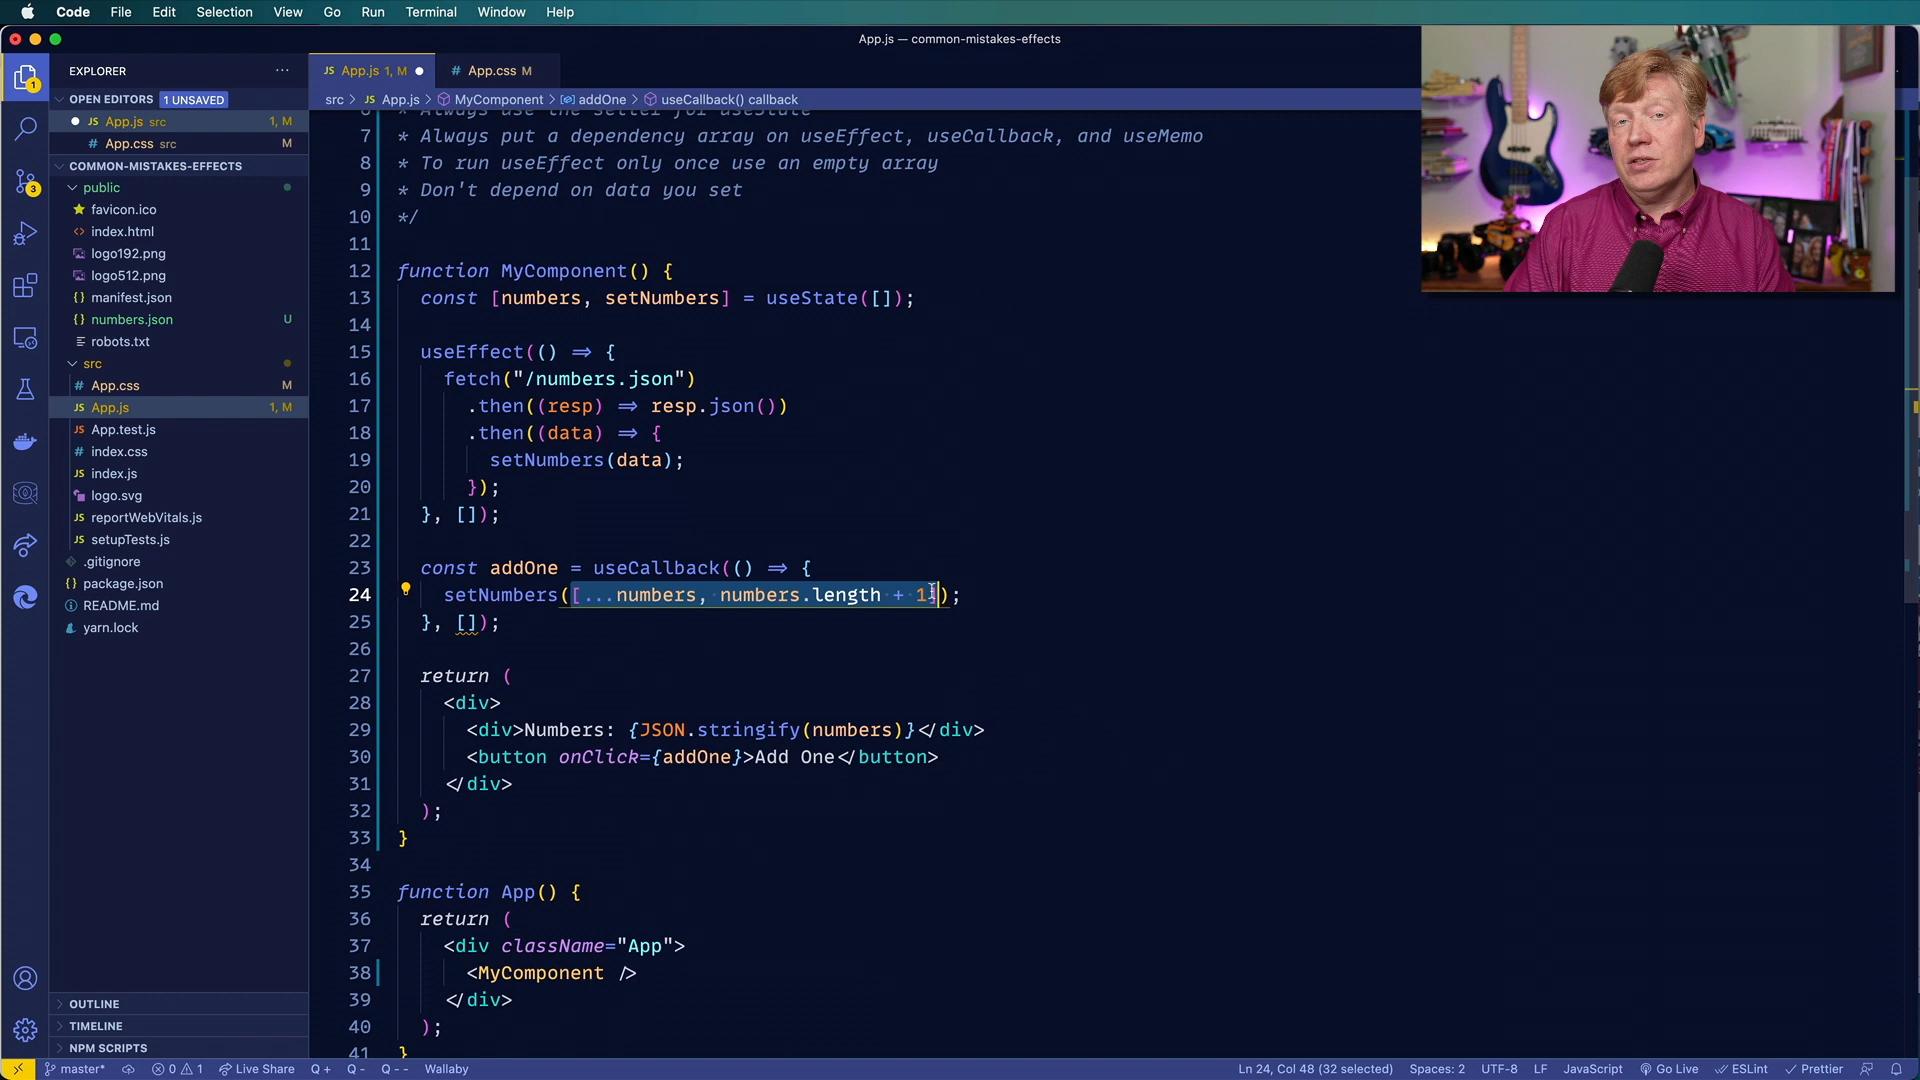 Code File Edit Selection View Go Run Terminal Window Help
App.js — common-mistakes-effects
EXPLORER
OPEN EDITORS 1 UNSAVED
App.js src 1, M
App.css src M
COMMON-MISTAKES-EFFECTS
public
favicon.ico
index.html
logo192.png
logo512.png
manifest.json
numbers.json U
robots.txt
src
App.css M
App.js 1, M
App.test.js
index.css
index.js
logo.svg
reportWebVitals.js
setupTests.js
.gitignore
package.json
README.md
yarn.lock
OUTLINE
TIMELINE
NPM SCRIPTS
JS App.js 1, M
# App.css M
src > JS App.js > MyComponent > addOne > useCallback() callback
6 * Always use the setter for useState
7 * Always put a dependency array on useEffect, useCallback, and useMemo
8 * To run useEffect only once use an empty array
9 * Don't depend on data you set
10 */
11
12 function MyComponent() {
13 const [numbers, setNumbers] = useState([]);
14
15 useEffect(() => {
16 fetch("/numbers.json")
17 .then((resp) => resp.json())
18 .then((data) => {
19 setNumbers(data);
20 });
21 }, []);
22
23 const addOne = useCallback(() => {
24 setNumbers([...numbers, numbers.length + 1]);
25 }, []);
26
27 return (
28 <div>
29 <div>Numbers: {JSON.stringify(numbers)}</div>
30 <button onClick={addOne}>Add One</button>
31 </div>
32 );
33 }
34
35 function App() {
36 return (
37 <div className="App">
38 <MyComponent />
39 </div>
40 );
41 }
master* 0 1 Live Share Q + Q - Q - - Wallaby
Ln 24, Col 48 (32 selected) Spaces: 2 UTF-8 LF JavaScript Go Live ESLint Prettier